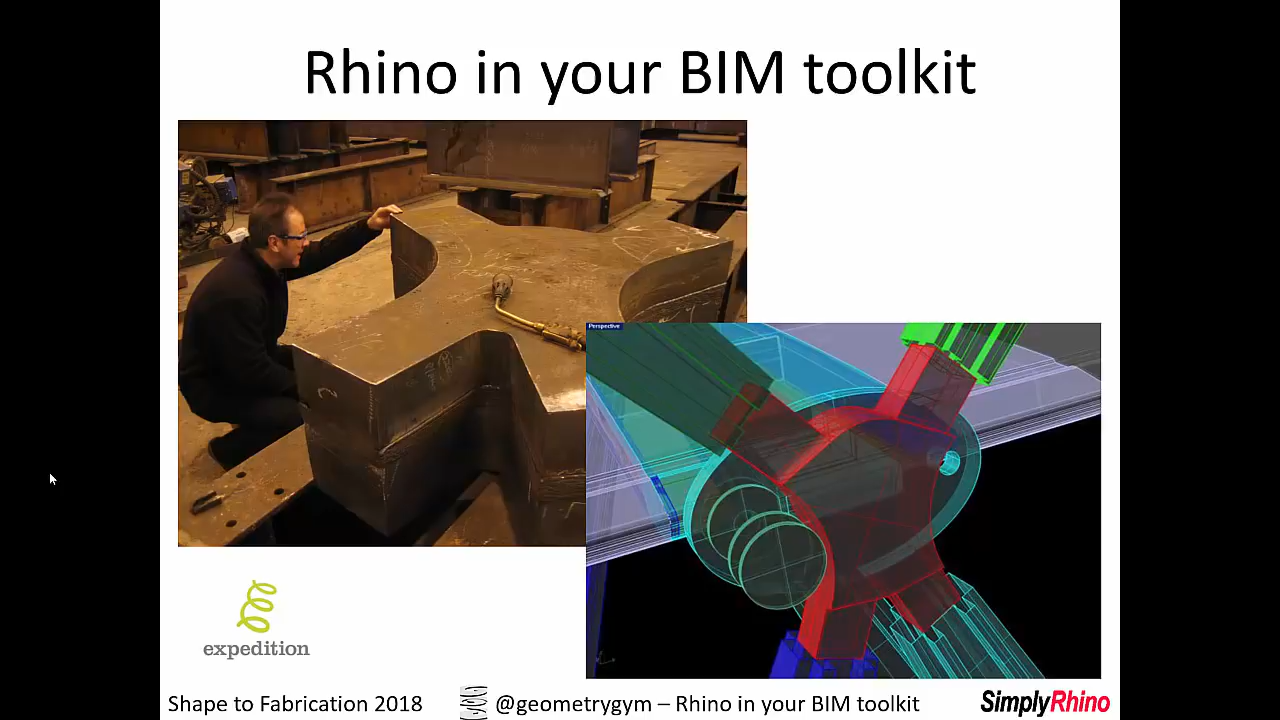 Rhino in your BIM toolkit
Perspective
expedition
Shape to Fabrication 2018
@geometrygym – Rhino in your BIM toolkit
SimplyRhino